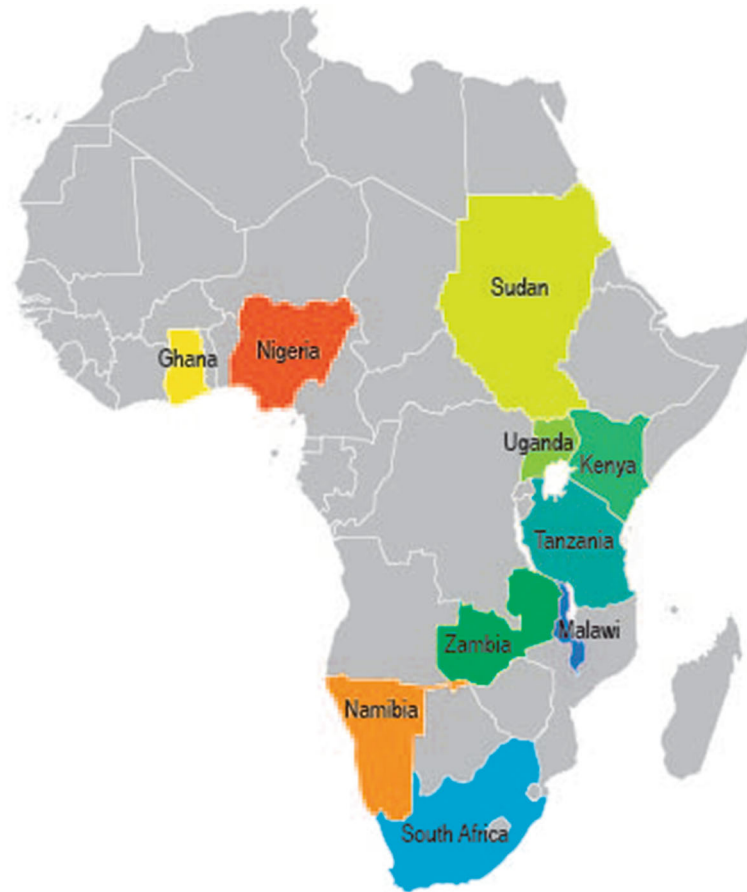 Sudan
Ghana
Nigeria
Uganda
Kenya
Tanzania
Malawi
Zambia
Namibia
South Africa